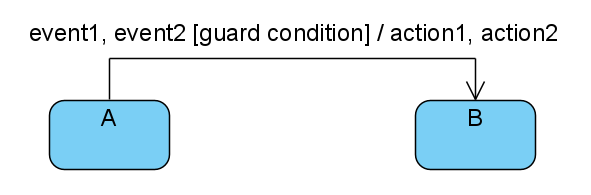 event1, event2 [guard condition] / action1, action2
A
B